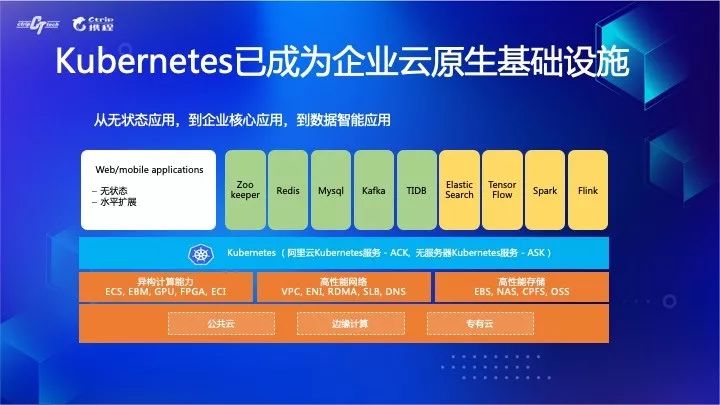 ctrip tech
Ctrip
携程
Kubernetes已成为企业云原生基础设施
从无状态应用，到企业核心应用，到数据智能应用
Web/mobile applications
– 无状态
– 水平扩展
Zoo
keeper
Redis
Mysql
Kafka
TIDB
Elastic
Search
Tensor
Flow
Spark
Flink
Kubernetes （ 阿里云Kubernetes服务 - ACK, 无服务器Kubernetes服务 - ASK ）
异构计算能力
ECS, EBM, GPU, FPGA, ECI
高性能网络
VPC, ENI, RDMA, SLB, DNS
高性能存储
EBS, NAS, CPFS, OSS
公共云
边缘计算
专有云